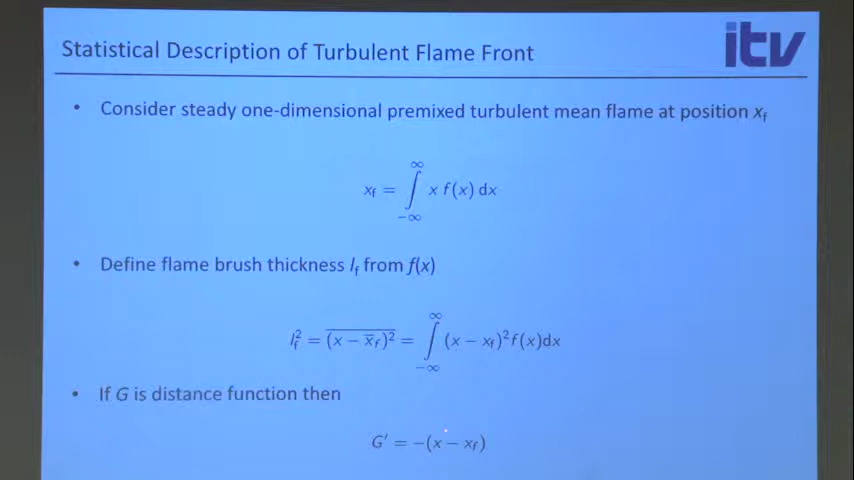 Statistical Description of Turbulent Flame Front
itv
• Consider steady one-dimensional premixed turbulent mean flame at position x_f
x_f = ∫_{−∞}^{∞} x f(x) dx
• Define flame brush thickness l_f from f(x)
l_f^2 = \overline{(x − \overline{x}_f)^2} = ∫_{−∞}^{∞} (x − x_f)^2 f(x)dx
• If G is distance function then
G′ = −(x − x_f)